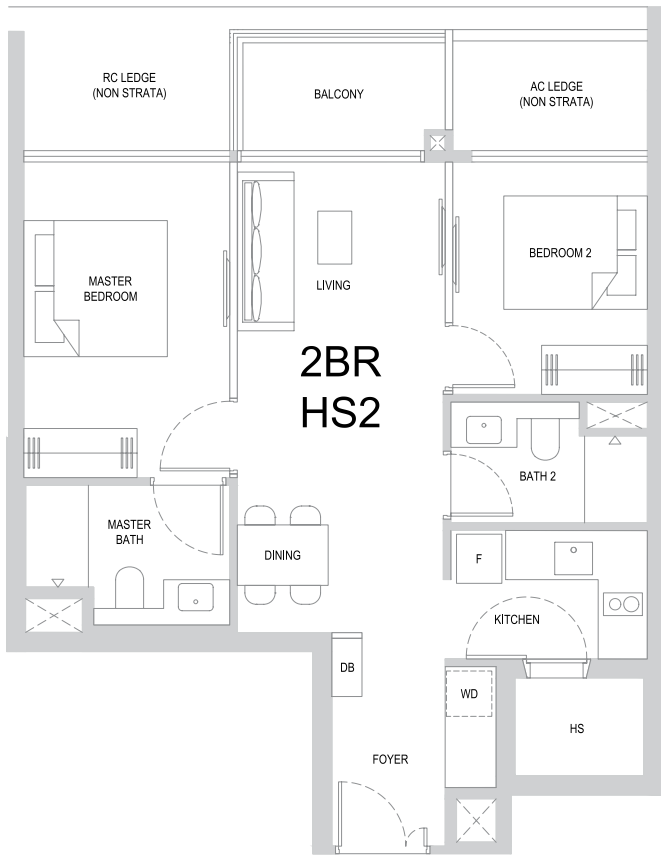 RC LEDGE
(NON STRATA)
BALCONY
AC LEDGE
(NON STRATA)
MASTER
BEDROOM
LIVING
BEDROOM 2
2BR
HS2
BATH 2
MASTER
BATH
DINING
F
KITCHEN
DB
WD
HS
FOYER